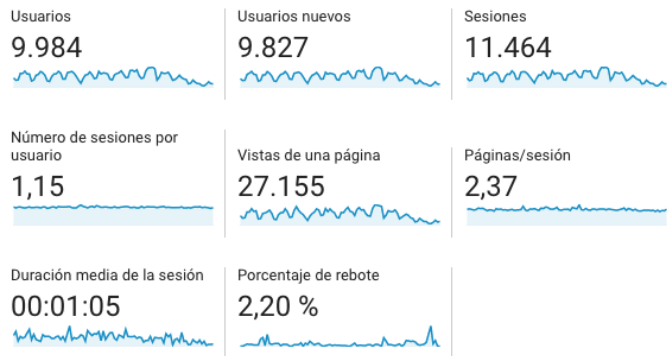 Usuarios
9.984
Usuarios nuevos
9.827
Sesiones
11.464
Número de sesiones por
usuario
1,15
Vistas de una página
27.155
Páginas/sesión
2,37
Duración media de la sesión
00:01:05
Porcentaje de rebote
2,20 %